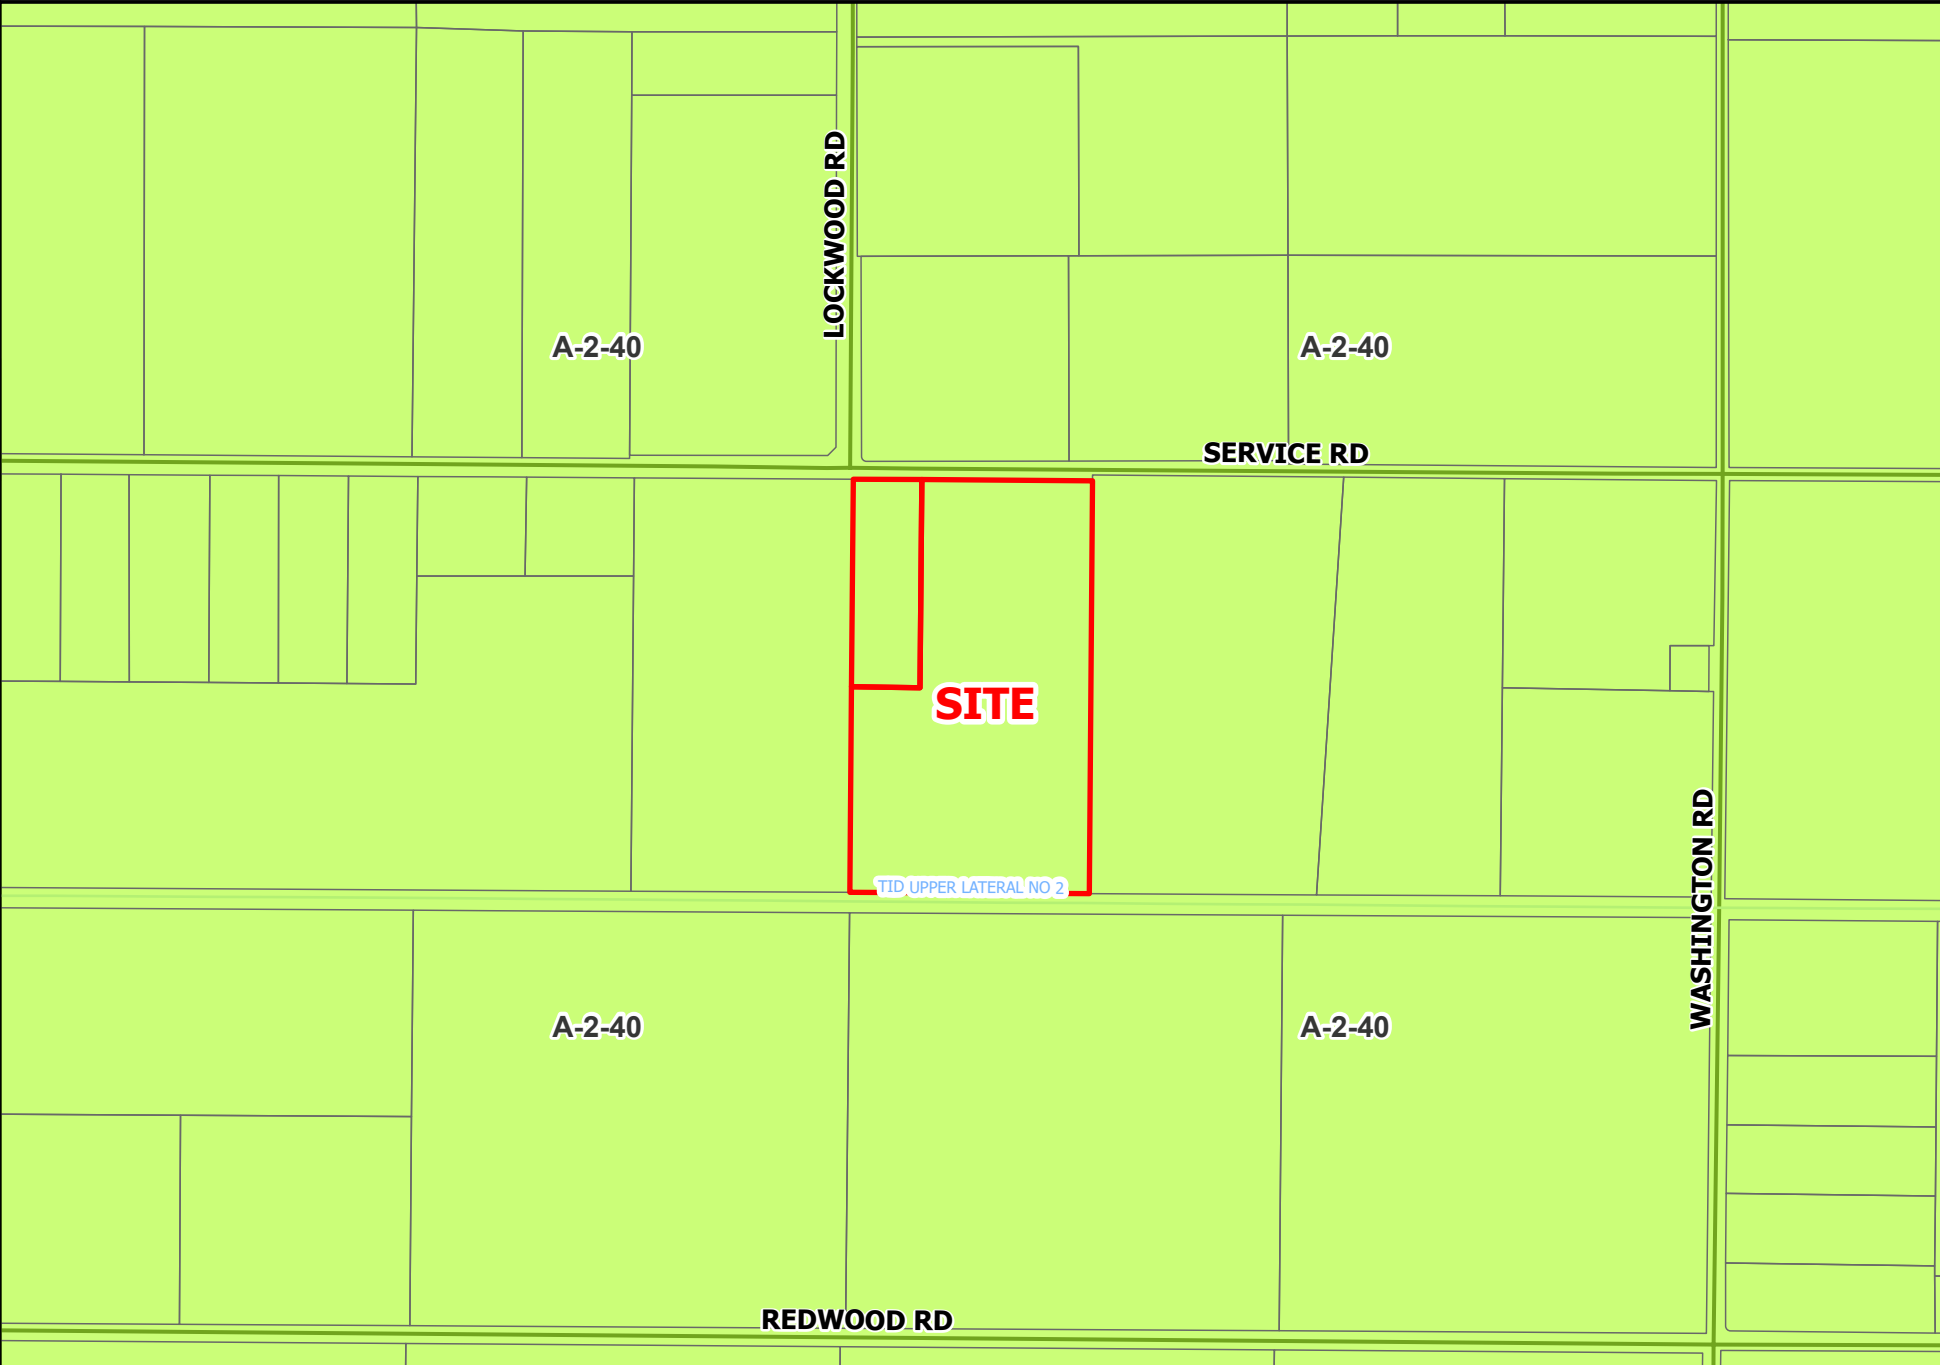 LOCKWOOD RD
A-2-40
A-2-40
SERVICE RD
SITE
TID UPPER LATERAL NO 2
WASHINGTON RD
A-2-40
A-2-40
REDWOOD RD